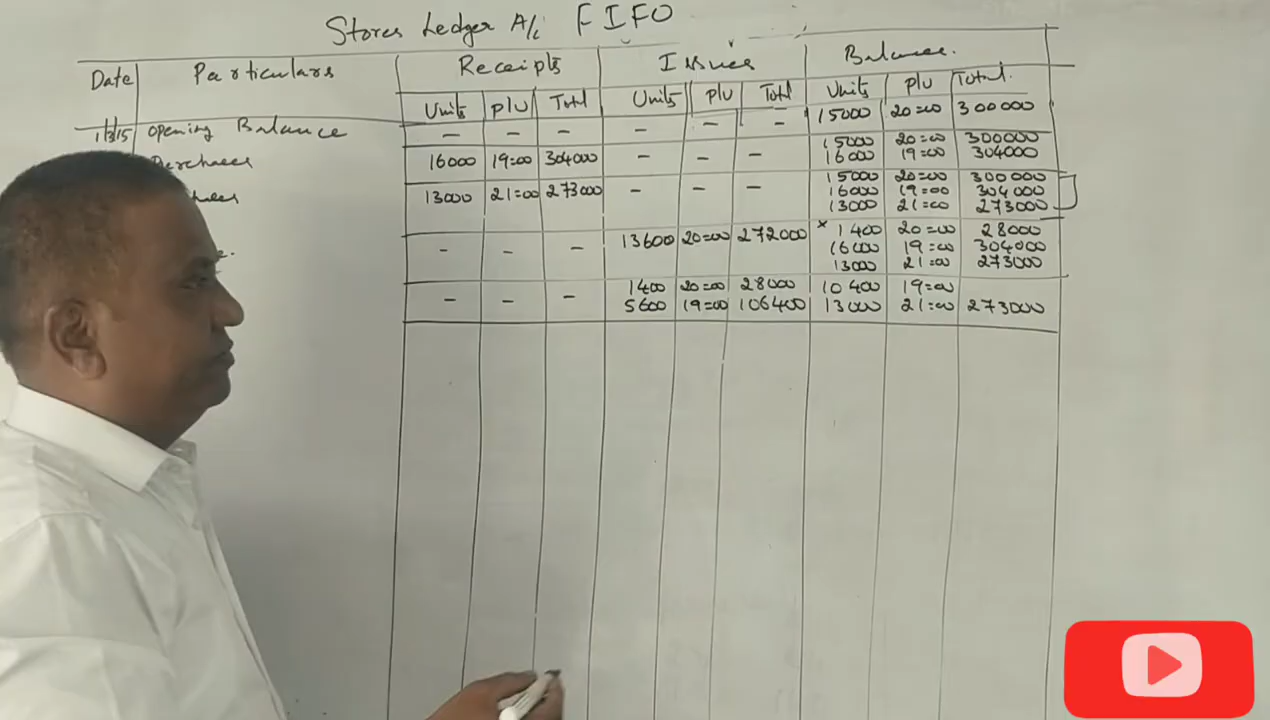 Stores Ledger A/c FIFO
Date Particulars Receipts Issues Balance.
Units P/U Total Units P/U Total Units P/U Total.
1/3/15 Opening Balance - - - - - - 15000 20=00 300000
Purchases 16000 19=00 304000 - - - 15000 20=00 300000
16000 19=00 304000
13000 21=00 273000 - - - 15000 20=00 300000
16000 19=00 304000
13000 21=00 273000
- - - 13600 20=00 272000 * 1400 20=00 28000
16000 19=00 304000
13000 21=00 273000
- - - 1400 20=00 28000 10400 19=00
5600 19=00 106400 13000 21=00 273000